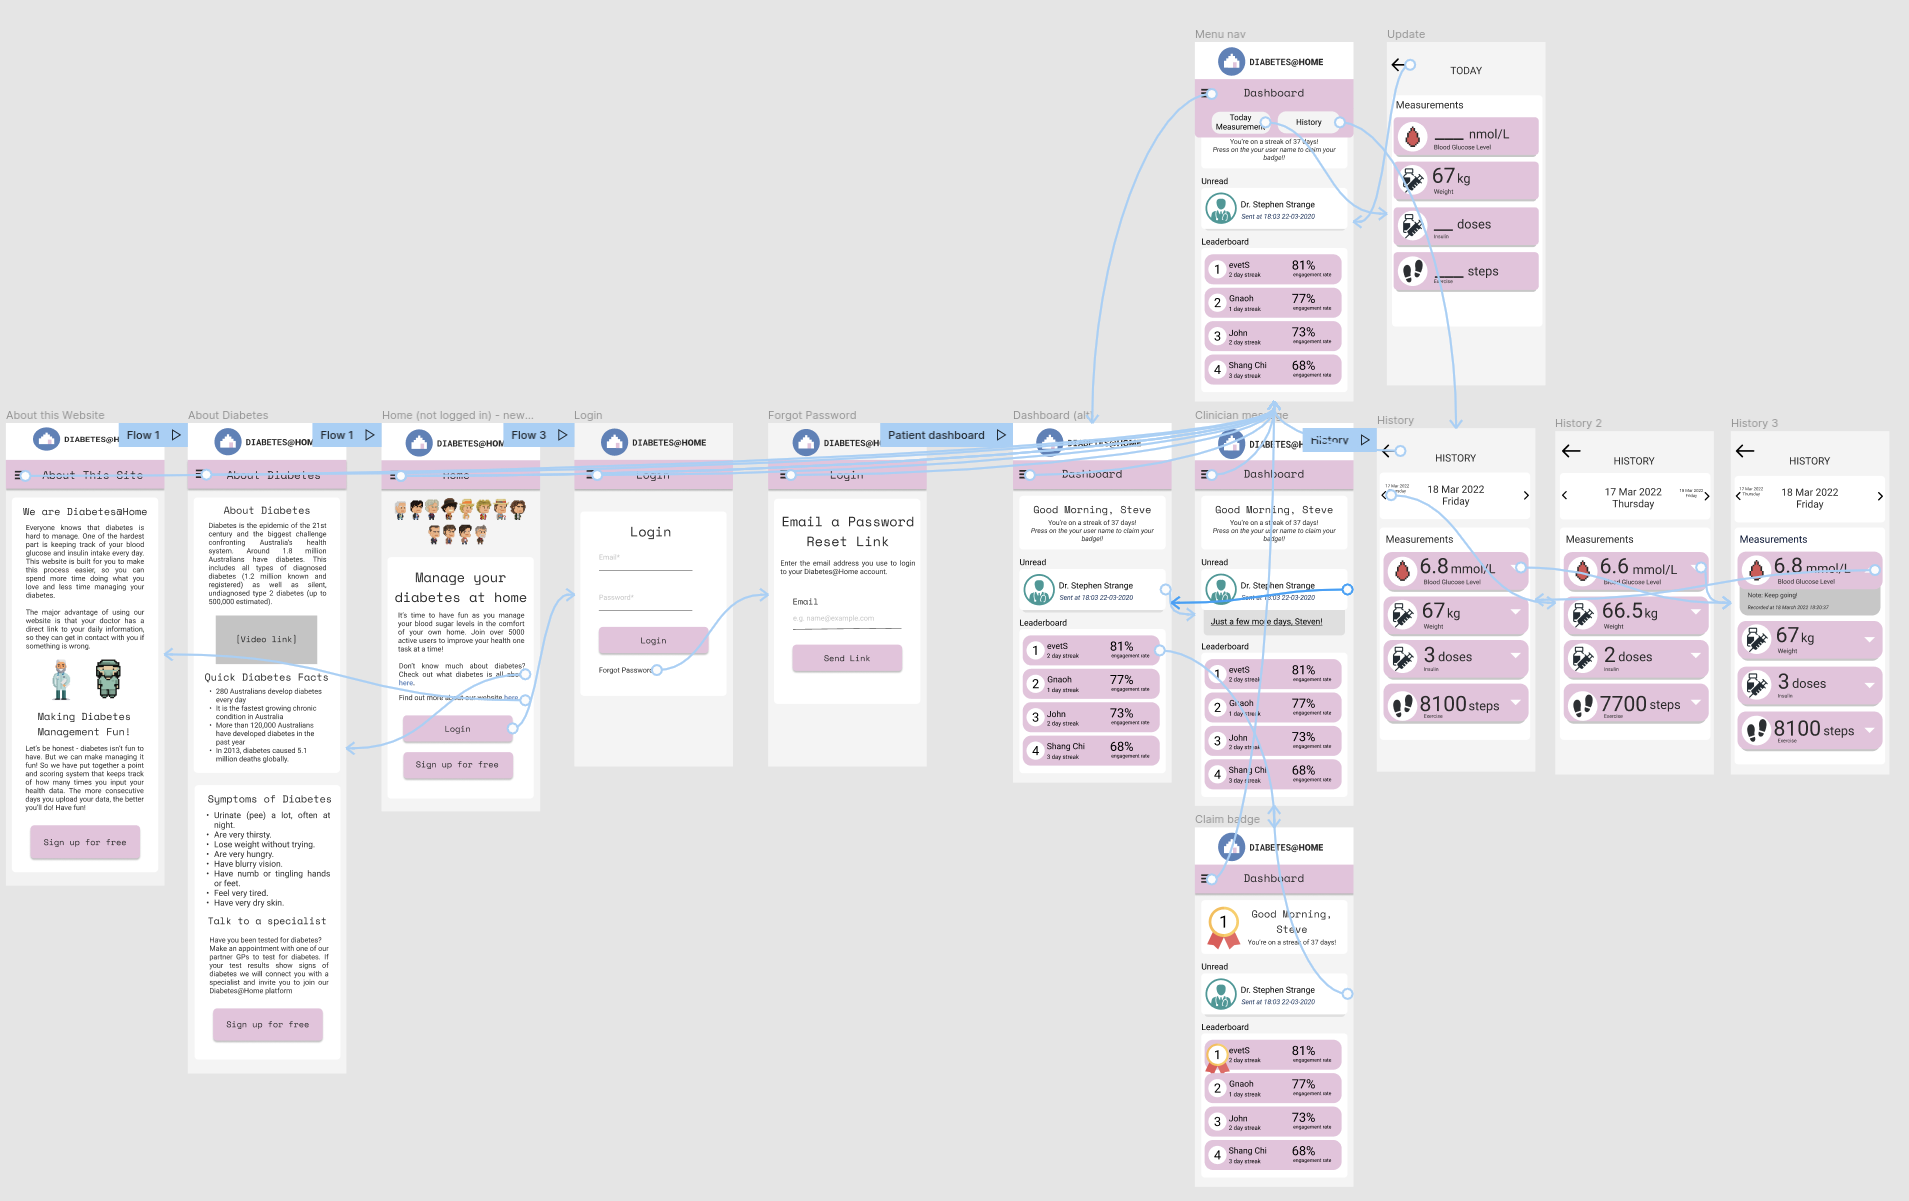 Menu nav
DIABETES@HOME
Dashboard
Today
Measurement
History
You're on a streak of 37 days!
Press on the your user name to claim your
badge!!
Unread
Dr. Stephen Strange
Sent at 18:03 22-03-2020
Leaderboard
1 evetS 81%
2 day streak engagement rate
2 Gnaoh 77%
1 day streak engagement rate
3 John 73%
2 day streak engagement rate
4 Shang Chi 68%
3 day streak engagement rate
Update
TODAY
Measurements
____ nmol/L
Blood Glucose Level
67 kg
Weight
___ doses
Insulin
____ steps
Exercise
About this Website
DIABETES@H
Flow 1
About This Site
We are Diabetes@Home
Everyone knows that diabetes is
hard to manage. One of the hardest
part is keeping track of your blood
glucose and insulin intake every day.
This website is built for you to make
this process easier, so you can
spend more time doing what you
love and less time managing your
diabetes.
The major advantage of using our
website is that your doctor has a
direct link to your daily information,
so they can get in contact with you if
something is wrong.
Making Diabetes
Management Fun!
Let's be honest - diabetes isn't fun to
have. But we can make managing it
fun! So we have put together a point
and scoring system that keeps track
of how many times you input your
health data. The more consecutive
days you upload your data, the better
you'll do! Have fun!
Sign up for free
About Diabetes
DIABETES@HOM
Flow 1
About Diabetes
About Diabetes
Diabetes is the epidemic of the 21st
century and the biggest challenge
confronting Australia's health
system. Around 1.8 million
Australians have diabetes. This
includes all types of diagnosed
diabetes (1.2 million known and
registered) as well as silent,
undiagnosed type 2 diabetes (up to
500,000 estimated).
[Video link]
Quick Diabetes Facts
• 280 Australians develop diabetes
every day
• It is the fastest growing chronic
condition in Australia
• More than 120,000 Australians
have developed diabetes in the
past year
• In 2013, diabetes caused 5.1
million deaths globally.
Symptoms of Diabetes
• Urinate (pee) a lot, often at
night.
• Are very thirsty.
• Lose weight without trying.
• Are very hungry.
• Have blurry vision.
• Have numb or tingling hands
or feet.
• Feel very tired.
• Have very dry skin.
Talk to a specialist
Have you been tested for diabetes?
Make an appointment with one of our
partner GPs to test for diabetes. If
your test results show signs of
diabetes we will connect you with a
specialist and invite you to join our
Diabetes@Home platform
Sign up for free
Home (not logged in) - new...
DIABETES@HOM
Flow 3
Home
Manage your
diabetes at home
It's time to have fun as you manage
your blood sugar levels in the comfort
of your own home. Join over 5000
active users to improve your health one
task at a time!
Don't know much about diabetes?
Check out what diabetes is all about
here.
Find out more about our website here.
Login
Sign up for free
Login
DIABETES@HOME
Login
Login
Email*
Password*
Login
Forgot Password
Forgot Password
DIABETES@H
Patient dashboard
Login
Email a Password
Reset Link
Enter the email address you use to login
to your Diabetes@Home account.
Email
e.g. name@example.com
Send Link
Dashboard (alt
DIABETES@HOME
Dashboard
Good Morning, Steve
You're on a streak of 37 days!
Press on the your user name to claim your
badge!!
Unread
Dr. Stephen Strange
Sent at 18:03 22-03-2020
Leaderboard
1 evetS 81%
2 day streak engagement rate
2 Gnaoh 77%
1 day streak engagement rate
3 John 73%
2 day streak engagement rate
4 Shang Chi 68%
3 day streak engagement rate
Clinician message
DIABETES@H
History
Dashboard
Good Morning, Steve
You're on a streak of 37 days!
Press on the your user name to claim your
badge!!
Unread
Dr. Stephen Strange
Sent at 18:03 22-03-2020
Just a few more days, Steven!
Leaderboard
1 evetS 81%
2 day streak engagement rate
2 Gnaoh 77%
1 day streak engagement rate
3 John 73%
2 day streak engagement rate
4 Shang Chi 68%
3 day streak engagement rate
Claim badge
DIABETES@HOME
Dashboard
1
Good Morning,
Steve
You're on a streak of 37 days!
Unread
Dr. Stephen Strange
Sent at 18:03 22-03-2020
Leaderboard
1 evetS 81%
2 day streak engagement rate
2 Gnaoh 77%
1 day streak engagement rate
3 John 73%
2 day streak engagement rate
4 Shang Chi 68%
3 day streak engagement rate
History
HISTORY
17 Mar 2022
Thursday
18 Mar 2022
Friday
Measurements
6.8 mmol/L
Blood Glucose Level
67 kg
Weight
3 doses
Insulin
8100 steps
Exercise
History 2
HISTORY
17 Mar 2022
Thursday
18 Mar 2022
Friday
Measurements
6.6 mmol/L
Blood Glucose Level
66.5 kg
Weight
2 doses
Insulin
7700 steps
Exercise
History 3
HISTORY
17 Mar 2022
Thursday
18 Mar 2022
Friday
Measurements
6.8 mmol/L
Blood Glucose Level
Note: Keep going!
Recorded at 18 March 2022 18:20:37
67 kg
Weight
3 doses
Insulin
8100 steps
Exercise